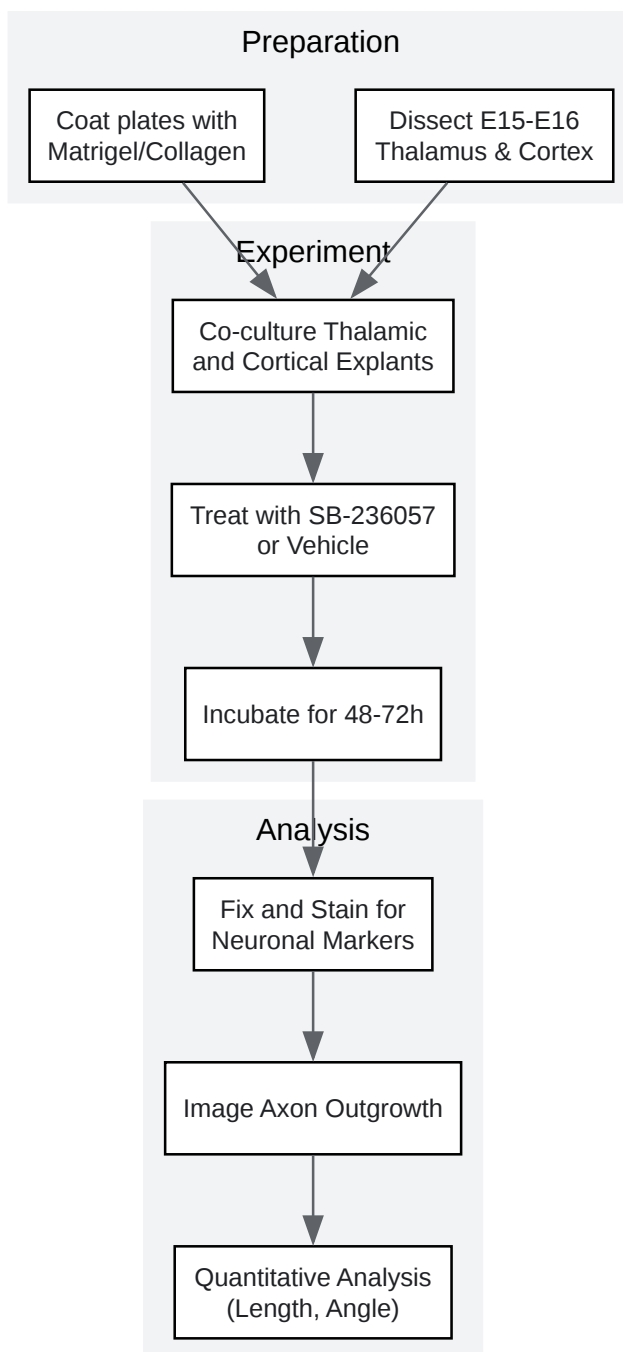 Preparation
Coat plates with
Matrigel/Collagen
Dissect E15-E16
Thalamus & Cortex
Experiment
Co-culture Thalamic
and Cortical Explants
Treat with SB-236057
or Vehicle
Incubate for 48-72h
Analysis
Fix and Stain for
Neuronal Markers
Image Axon Outgrowth
Quantitative Analysis
(Length, Angle)